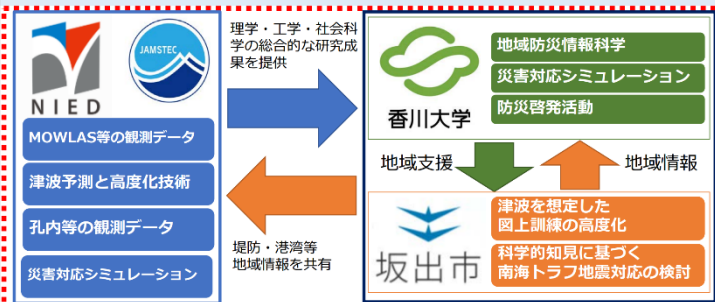 NIED
JAMSTEC
MOWLAS等の観測データ
津波予測と高度化技術
孔内等の観測データ
災害対応シミュレーション
理学・工学・社会科
学の総合的な研究成
果を提供
堤防・港湾等
地域情報を共有
香川大学
地域防災情報科学
災害対応シミュレーション
防災啓発活動
地域支援
地域情報
坂出市
津波を想定した
図上訓練の高度化
科学的知見に基づく
南海トラフ地震対応の検討